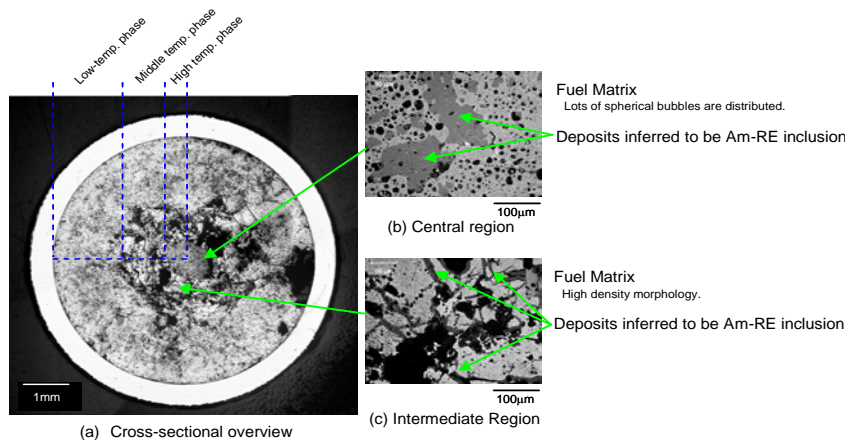 Low-temp. phase
Middle temp. phase
High temp. phase
1mm
(a) Cross-sectional overview
100μm
(b) Central region
Fuel Matrix
Lots of spherical bubbles are distributed.
Deposits inferred to be Am-RE inclusion
100μm
(c) Intermediate Region
Fuel Matrix
High density morphology.
Deposits inferred to be Am-RE inclusion